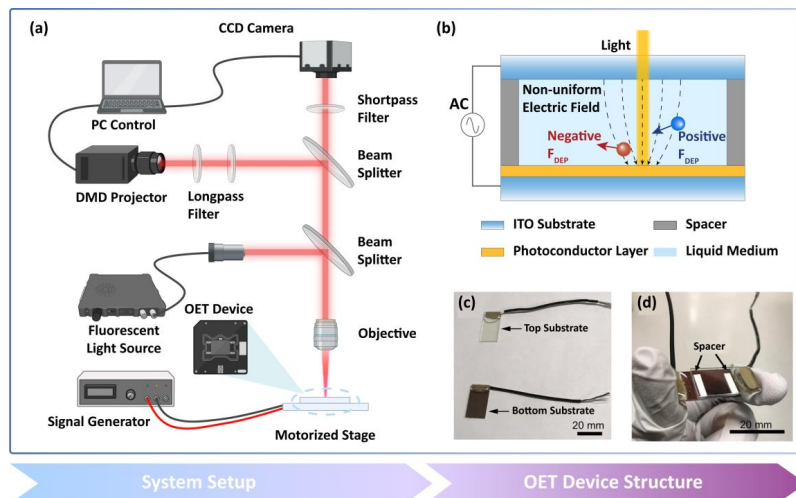 (a)
CCD Camera
PC Control
Shortpass
Filter
DMD Projector
Longpass
Filter
Beam
Splitter
Beam
Splitter
OET
Device
Fluorescent
Light Source
Objective
Signal Generator
Motorized Stage
(b)
Light
AC
Non-uniform
Electric Field
Negative
F_DEP
Positive
F_DEP
ITO Substrate
Spacer
Photoconductor Layer
Liquid Medium
(c)
Top Substrate
Bottom Substrate
20 mm
(d)
Spacer
20 mm
System Setup
OET Device Structure